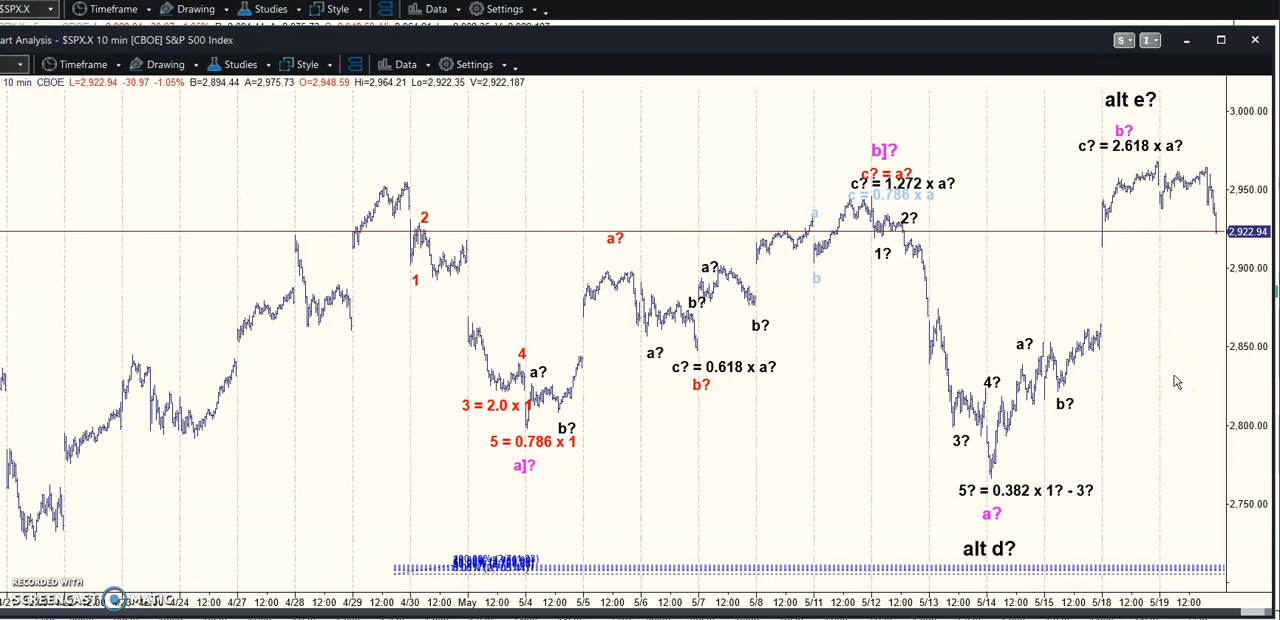 $SPX.X Timeframe Drawing Studies Style Data Settings
art Analysis - $SPX.X 10 min [CBOE] S&P 500 Index S I
Timeframe Drawing Studies Style Data Settings
10 min CBOE L=2,922.94 -30.97 -1.05% B=2,894.44 A=2,975.73 O=2,948.59 Hi=2,964.21 Lo=2,922.35 V=2,922,187
alt e?
3,000.00
b?
c? = 2.618 x a?
b]?
c? = a?
c? = 1.272 x a?
c = 0.786 x a
2,950.00
a
2
2?
a?
2,922.94
1?
a?
2,900.00
1
b
b?
b?
4
a?
a?
2,850.00
c? = 0.618 x a?
a?
4?
b?
3 = 2.0 x 1
b?
b?
2,800.00
5 = 0.786 x 1
3?
a]?
5? = 0.382 x 1? - 3?
2,750.00
a?
alt d?
RECORDED WITH
SCREENCAST MATIC
12:00 4/24 12:00 4/27 12:00 4/28 12:00 4/29 12:00 4/30 12:00 May 12:00 5/4 12:00 5/5 12:00 5/6 12:00 5/7 12:00 5/8 12:00 5/11 12:00 5/12 12:00 5/13 12:00 5/14 12:00 5/15 12:00 5/18 12:00 5/19 12:00